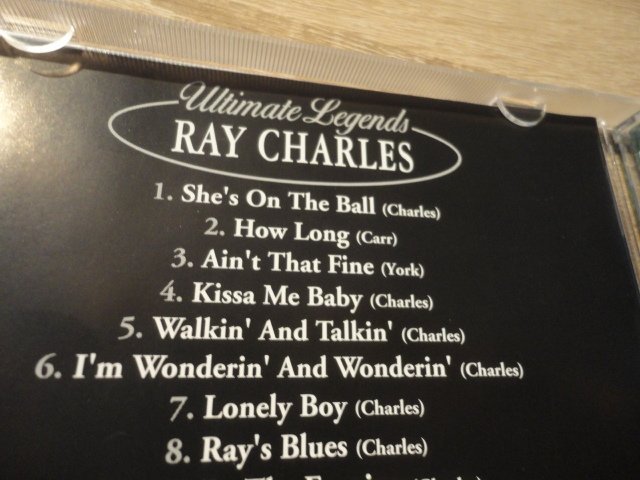 Ultimate Legends
RAY CHARLES
1. She's On The Ball (Charles)
2. How Long (Carr)
3. Ain't That Fine (York)
4. Kissa Me Baby (Charles)
5. Walkin' And Talkin' (Charles)
6. I'm Wonderin' And Wonderin' (Charles)
7. Lonely Boy (Charles)
8. Ray's Blues (Charles)